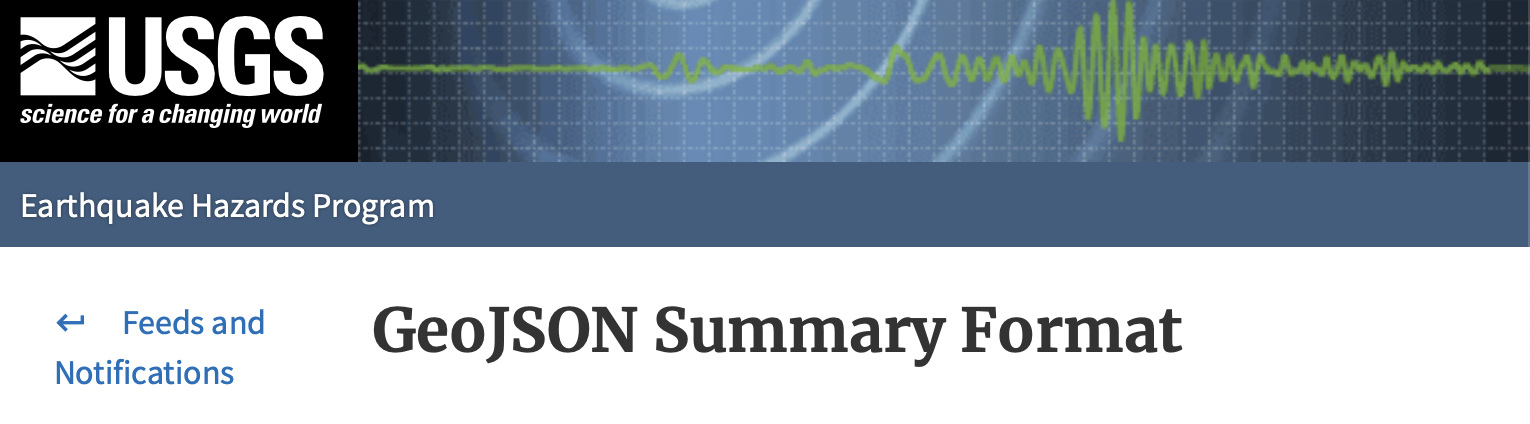 USGS
science for a changing world
Earthquake Hazards Program
Feeds and
Notifications
GeoJSON Summary Format